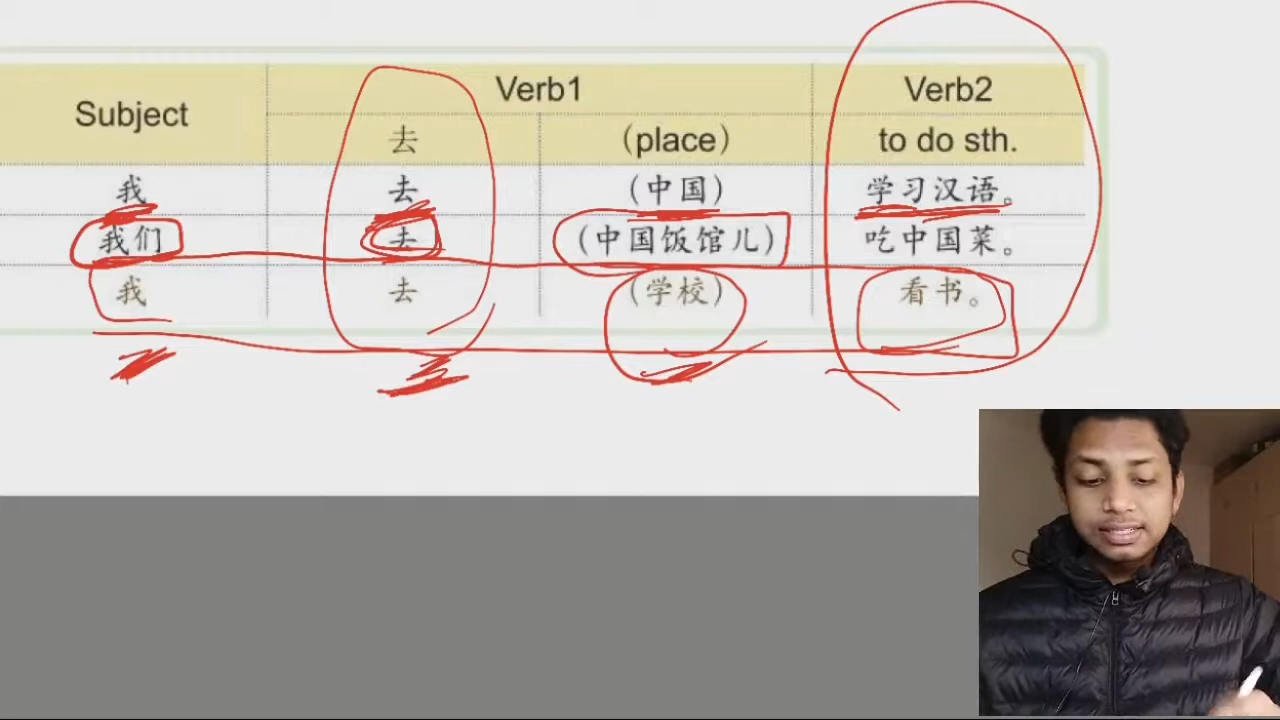 Subject Verb1 Verb2
去 （place） to do sth.
我 去 （中国） 学习汉语。
我们 去 （中国饭馆儿） 吃中国菜。
我 去 （学校） 看书。